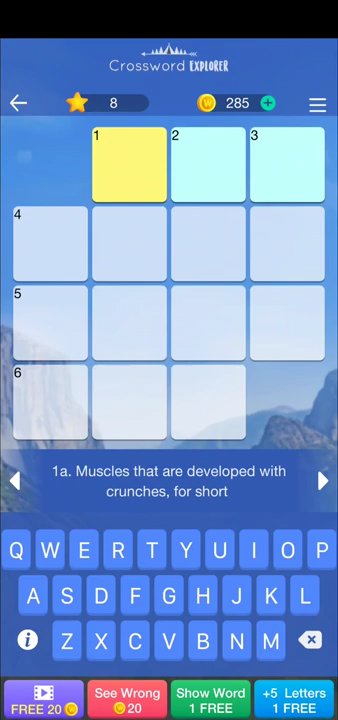 Crossword EXPLORER
8
285
1 2 3
4
5
6
1a. Muscles that are developed with
crunches, for short
Q W E R T Y U I O P
A S D F G H J K L
i Z X C V B N M
FREE 20
See Wrong
20
Show Word
1 FREE
+5 Letters
1 FREE